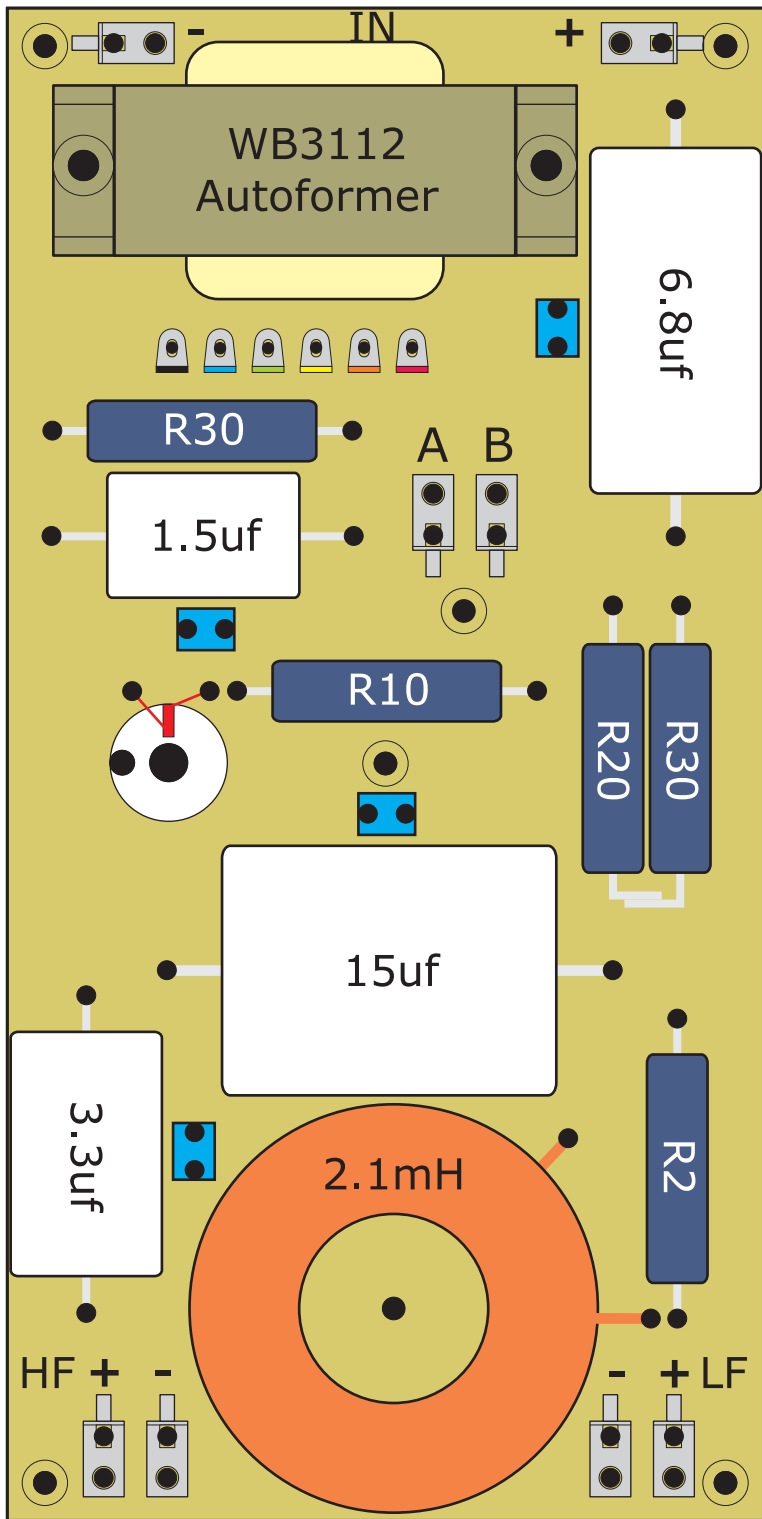 - IN +
WB3112
Autoformer
6.8uf
R30
A B
1.5uf
R10
R20
R30
15uf
3.3uf
2.1mH
R2
HF + -
- + LF